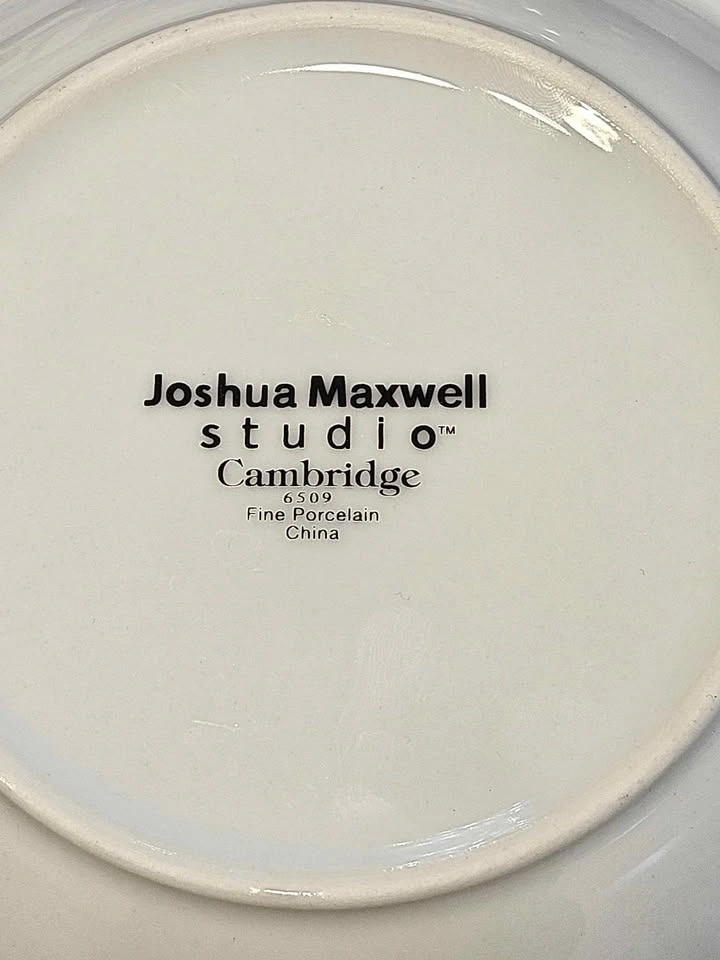 Joshua Maxwell
studio™
Cambridge
6509
Fine Porcelain
China